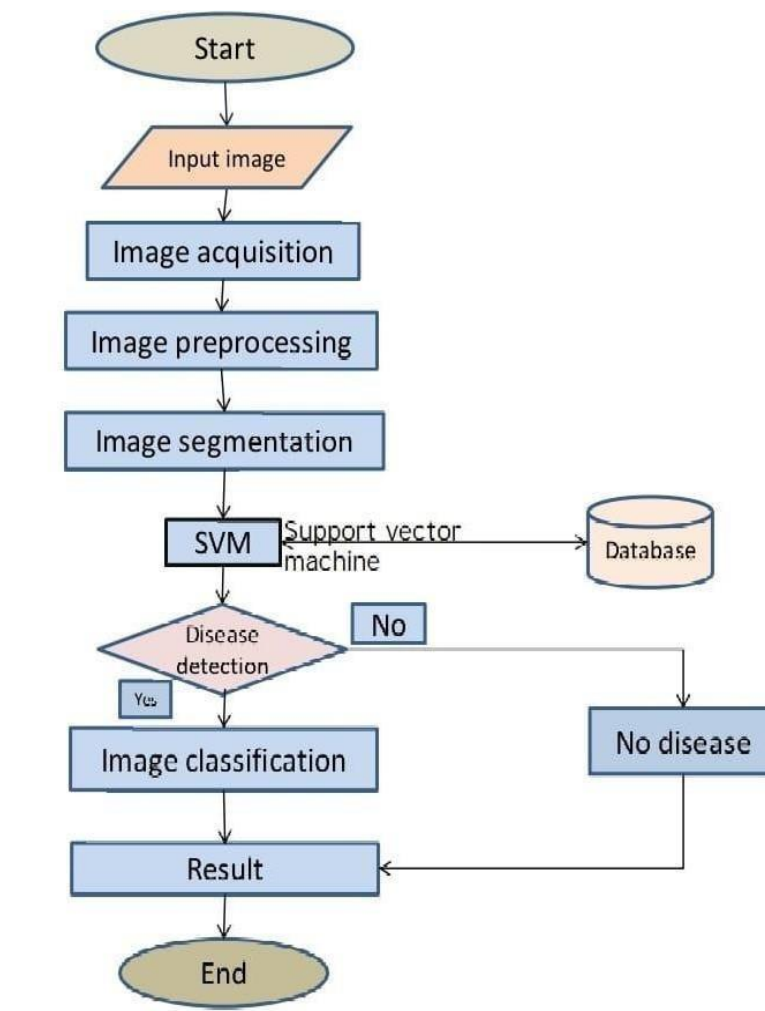 Start
Input image
Image acquisition
Image preprocessing
Image segmentation
SVM
Support vector
machine
Database
Disease
detection
No
Yes
No disease
Image classification
Result
End